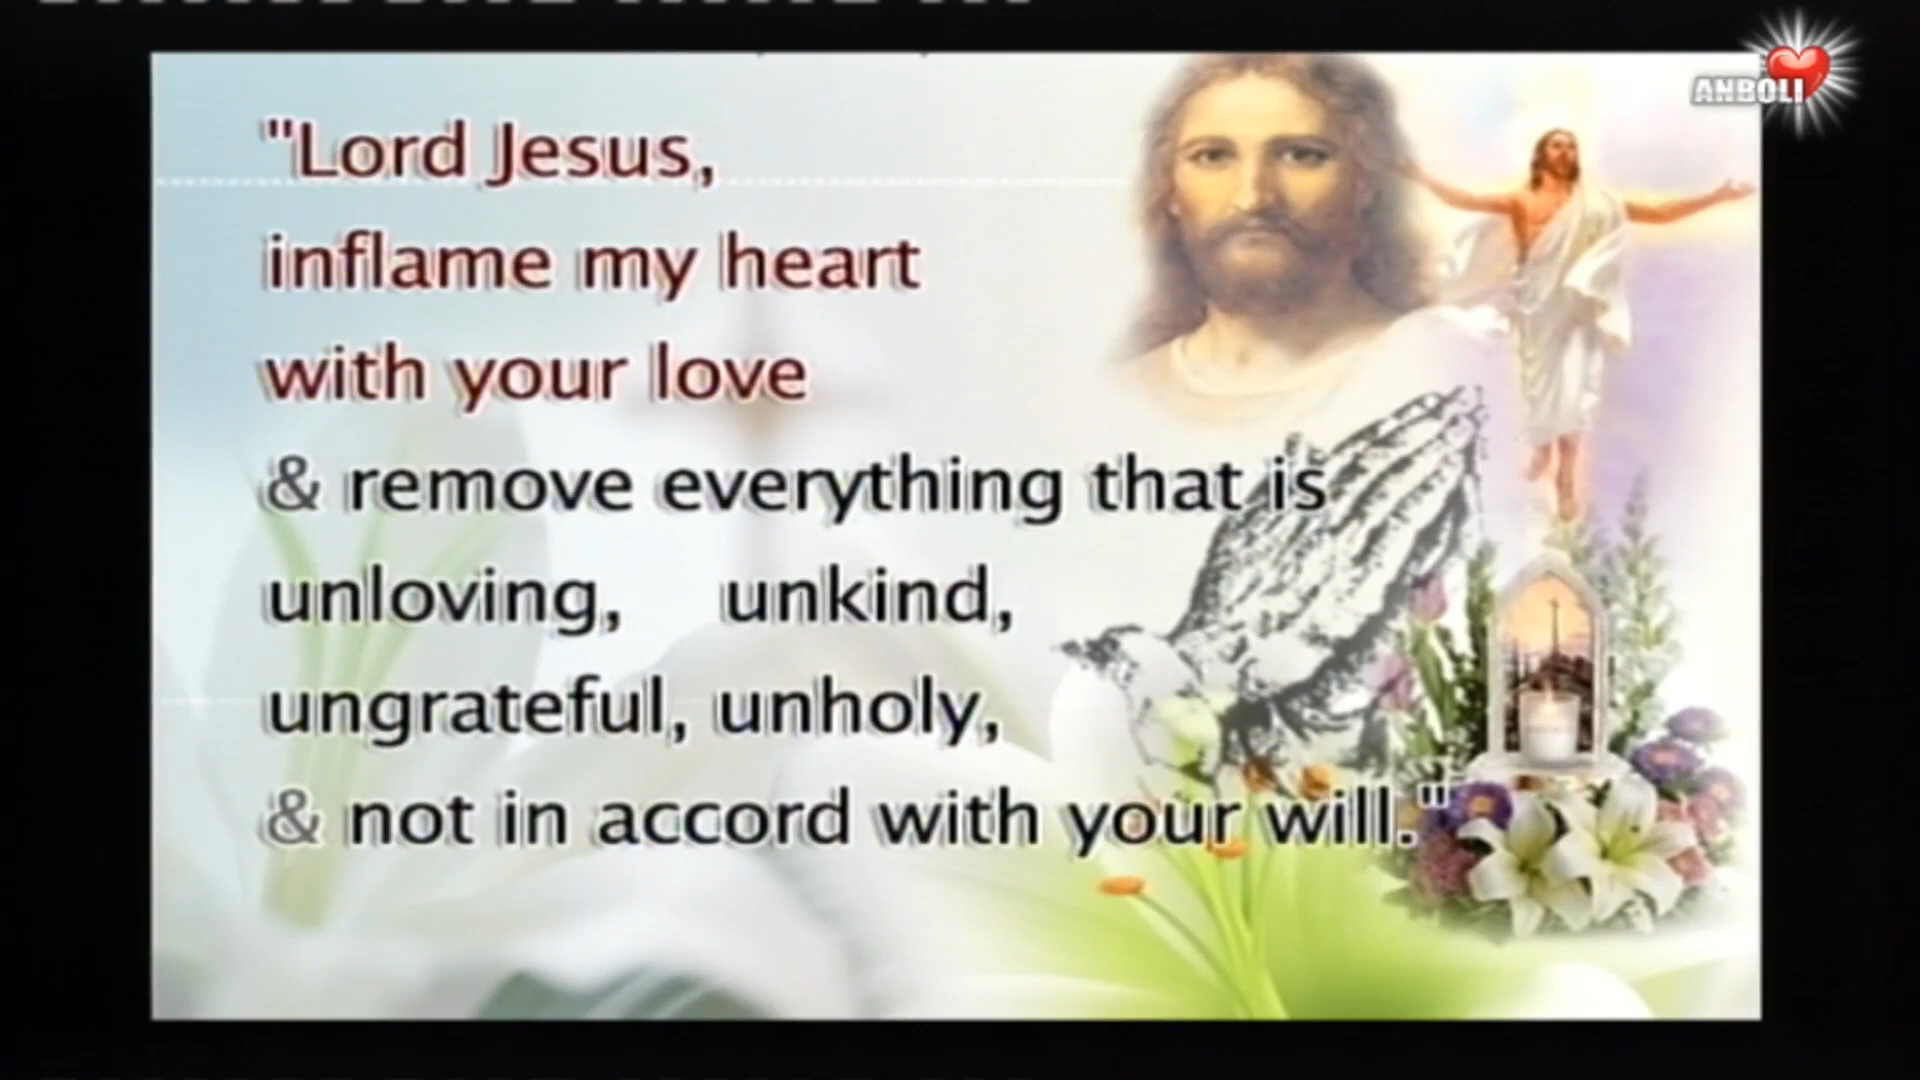 ANBOLI
"Lord Jesus,
inflame my heart
with your love
& remove everything that is
unloving, unkind,
ungrateful, unholy,
& not in accord with your will."